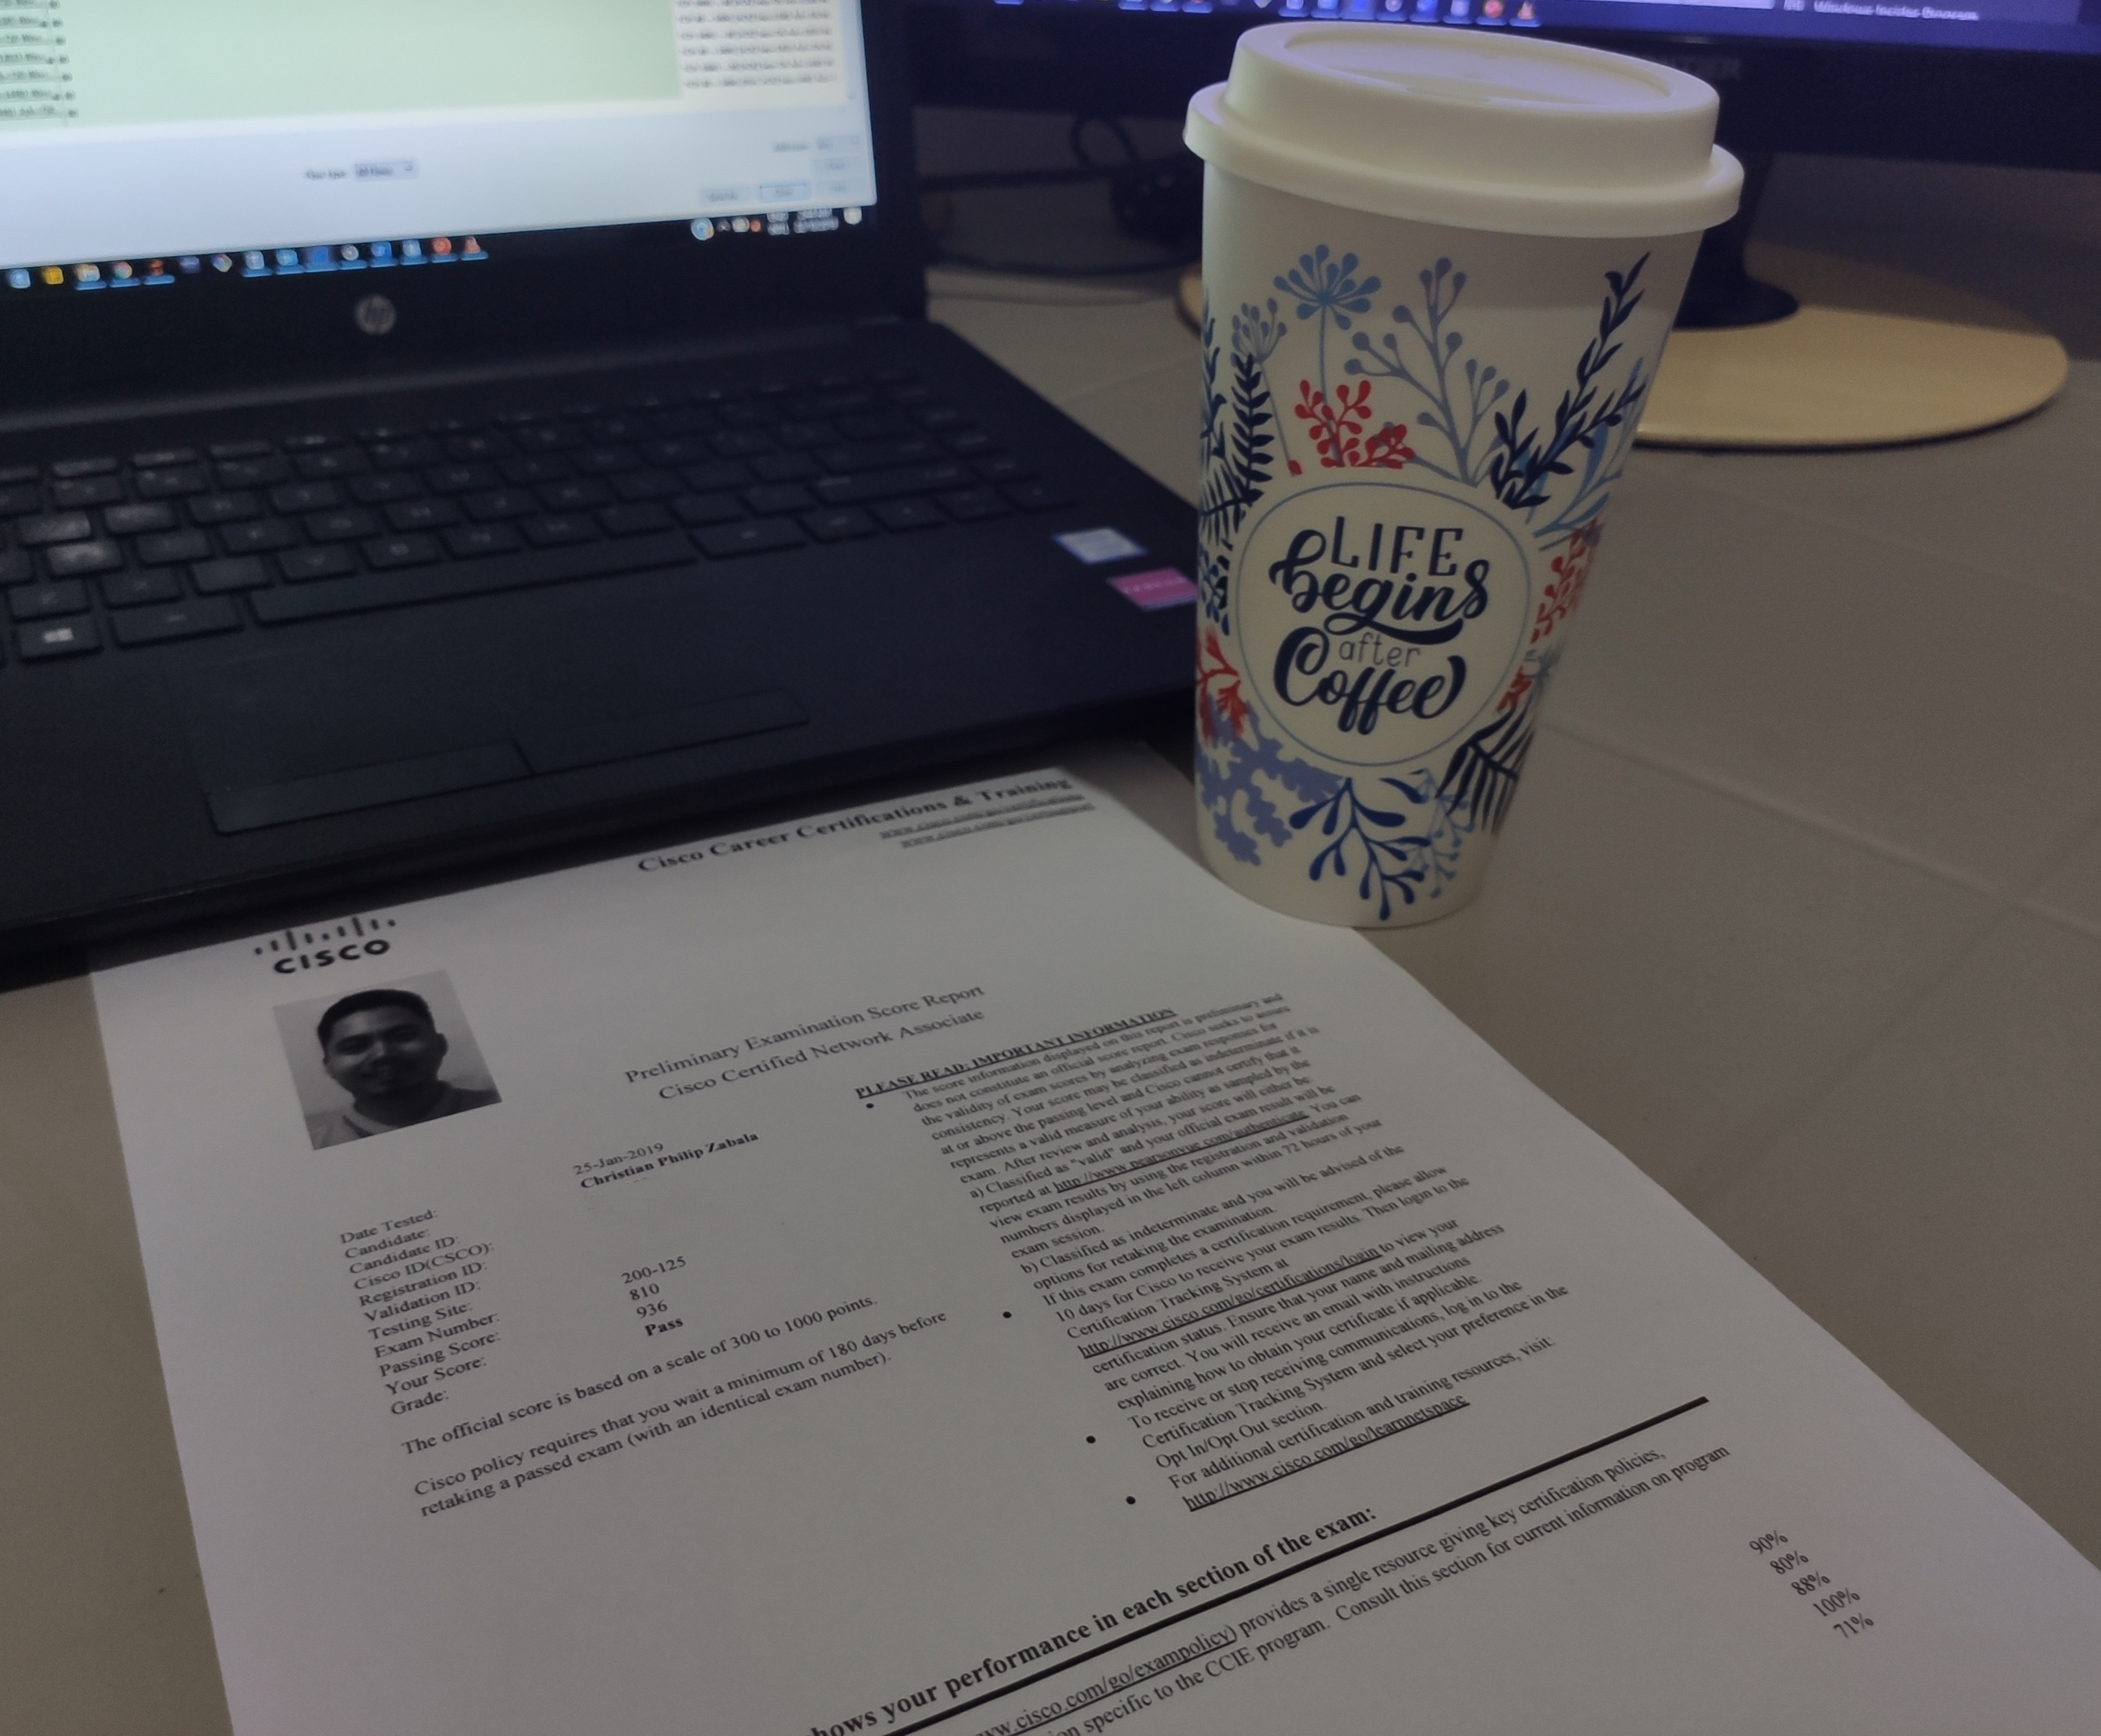 Windows Insider Program
hp
LIFE
begins
after
Coffee
Cisco Career Certifications & Training
www.cisco.com/go/certifications
www.cisco.com/go/certsupport
CISCO
Preliminary Examination Score Report
Cisco Certified Network Associate
Date Tested:
25-Jan-2019
Candidate:
Christian Philip Zabala
Candidate ID:
Cisco ID(CSCO):
Registration ID:
Validation ID:
Testing Site:
Exam Number:
200-125
Passing Score:
810
Your Score:
936
Grade:
Pass
The official score is based on a scale of 300 to 1000 points.
Cisco policy requires that you wait a minimum of 180 days before
retaking a passed exam (with an identical exam number).
PLEASE READ: IMPORTANT INFORMATION
• The score information displayed on this report is preliminary and
does not constitute an official score report. Cisco seeks to assure
the validity of exam scores by analyzing exam responses for
consistency. Your score may be classified as indeterminate if it is
at or above the passing level and Cisco cannot certify that it
represents a valid measure of your ability as sampled by the
exam. After review and analysis, your score will either be:
a) Classified as "valid" and your official exam result will be
reported at http://www.pearsonvue.com/authenticate. You can
view exam results by using the registration and validation
numbers displayed in the left column within 72 hours of your
exam session.
b) Classified as indeterminate and you will be advised of the
options for retaking the examination.
• If this exam completes a certification requirement, please allow
10 days for Cisco to receive your exam results. Then login to the
Certification Tracking System at
http://www.cisco.com/go/certifications/login to view your
certification status. Ensure that your name and mailing address
are correct. You will receive an email with instructions
explaining how to obtain your certificate if applicable.
• To receive or stop receiving communications, log in to the
Certification Tracking System and select your preference in the
Opt In/Opt Out section.
• For additional certification and training resources, visit:
http://www.cisco.com/go/learnnetspace
hows your performance in each section of the exam:
ww.cisco.com/go/exampolicy) provides a single resource giving key certification policies,
on specific to the CCIE program. Consult this section for current information on program
90%
80%
88%
100%
71%